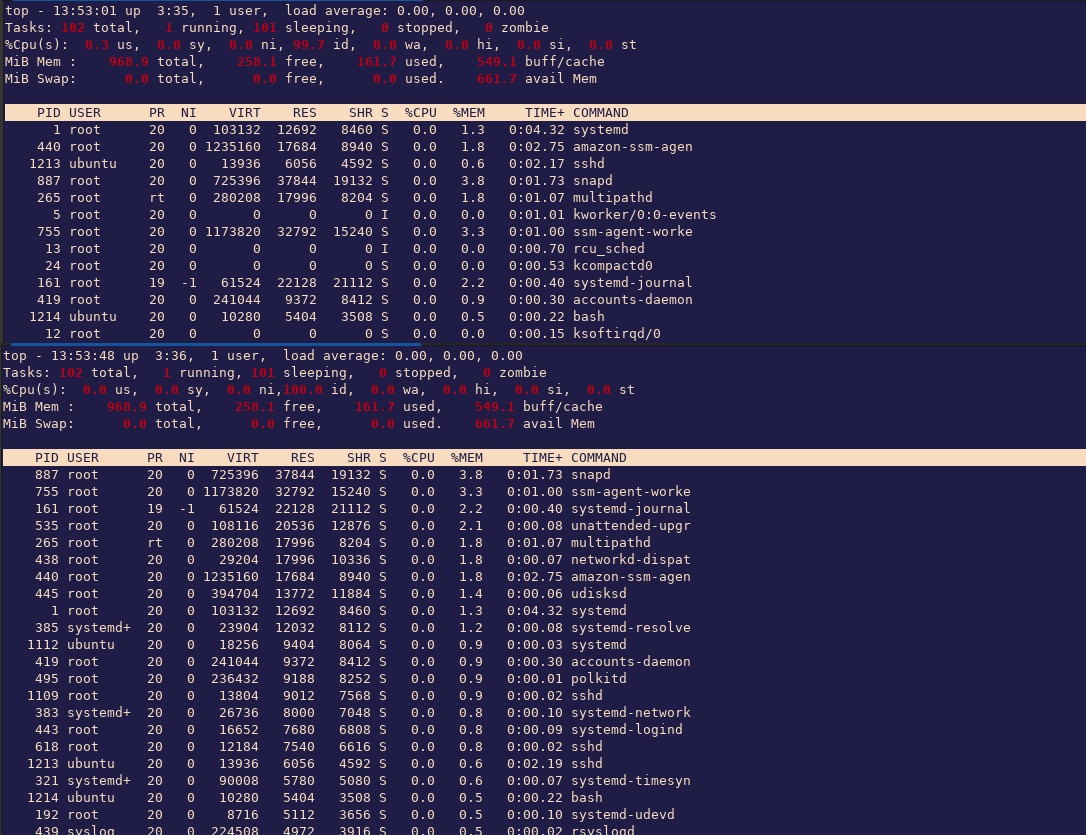 top - 13:53:01 up  3:35,  1 user,  load average: 0.00, 0.00, 0.00
Tasks: 102 total,   1 running, 101 sleeping,   0 stopped,   0 zombie
%Cpu(s):  0.3 us,  0.0 sy,  0.0 ni, 99.7 id,  0.0 wa,  0.0 hi,  0.0 si,  0.0 st
MiB Mem :    968.9 total,    258.1 free,    161.7 used,    549.1 buff/cache
MiB Swap:      0.0 total,      0.0 free,      0.0 used.    661.7 avail Mem
PID USER      PR  NI    VIRT    RES    SHR S  %CPU  %MEM     TIME+ COMMAND
1 root      20   0  103132  12692   8460 S   0.0   1.3   0:04.32 systemd
440 root      20   0 1235160  17684   8940 S   0.0   1.8   0:02.75 amazon-ssm-agen
1213 ubuntu    20   0   13936   6056   4592 S   0.0   0.6   0:02.17 sshd
887 root      20   0  725396  37844  19132 S   0.0   3.8   0:01.73 snapd
265 root      rt   0  280208  17996   8204 S   0.0   1.8   0:01.07 multipathd
5 root      20   0       0      0      0 I   0.0   0.0   0:01.01 kworker/0:0-events
755 root      20   0 1173820  32792  15240 S   0.0   3.3   0:01.00 ssm-agent-worke
13 root      20   0       0      0      0 I   0.0   0.0   0:00.70 rcu_sched
24 root      20   0       0      0      0 S   0.0   0.0   0:00.53 kcompactd0
161 root      19  -1   61524  22128  21112 S   0.0   2.2   0:00.40 systemd-journal
419 root      20   0  241044   9372   8412 S   0.0   0.9   0:00.30 accounts-daemon
1214 ubuntu    20   0   10280   5404   3508 S   0.0   0.5   0:00.22 bash
12 root      20   0       0      0      0 S   0.0   0.0   0:00.15 ksoftirqd/0
top - 13:53:48 up  3:36,  1 user,  load average: 0.00, 0.00, 0.00
Tasks: 102 total,   1 running, 101 sleeping,   0 stopped,   0 zombie
%Cpu(s):  0.0 us,  0.0 sy,  0.0 ni,100.0 id,  0.0 wa,  0.0 hi,  0.0 si,  0.0 st
MiB Mem :    968.9 total,    258.1 free,    161.7 used,    549.1 buff/cache
MiB Swap:      0.0 total,      0.0 free,      0.0 used.    661.7 avail Mem
PID USER      PR  NI    VIRT    RES    SHR S  %CPU  %MEM     TIME+ COMMAND
887 root      20   0  725396  37844  19132 S   0.0   3.8   0:01.73 snapd
755 root      20   0 1173820  32792  15240 S   0.0   3.3   0:01.00 ssm-agent-worke
161 root      19  -1   61524  22128  21112 S   0.0   2.2   0:00.40 systemd-journal
535 root      20   0  108116  20536  12876 S   0.0   2.1   0:00.08 unattended-upgr
265 root      rt   0  280208  17996   8204 S   0.0   1.8   0:01.07 multipathd
438 root      20   0   29204  17996  10336 S   0.0   1.8   0:00.07 networkd-dispat
440 root      20   0 1235160  17684   8940 S   0.0   1.8   0:02.75 amazon-ssm-agen
445 root      20   0  394704  13772  11884 S   0.0   1.4   0:00.06 udisksd
1 root      20   0  103132  12692   8460 S   0.0   1.3   0:04.32 systemd
385 systemd+  20   0   23904  12032   8112 S   0.0   1.2   0:00.08 systemd-resolve
1112 ubuntu    20   0   18256   9404   8064 S   0.0   0.9   0:00.03 systemd
419 root      20   0  241044   9372   8412 S   0.0   0.9   0:00.30 accounts-daemon
495 root      20   0  236432   9188   8252 S   0.0   0.9   0:00.01 polkitd
1109 root      20   0   13804   9012   7568 S   0.0   0.9   0:00.02 sshd
383 systemd+  20   0   26736   8000   7048 S   0.0   0.8   0:00.10 systemd-network
443 root      20   0   16652   7680   6808 S   0.0   0.8   0:00.09 systemd-logind
618 root      20   0   12184   7540   6616 S   0.0   0.8   0:00.02 sshd
1213 ubuntu    20   0   13936   6056   4592 S   0.0   0.6   0:02.19 sshd
321 systemd+  20   0   90008   5780   5080 S   0.0   0.6   0:00.07 systemd-timesyn
1214 ubuntu    20   0   10280   5404   3508 S   0.0   0.5   0:00.22 bash
192 root      20   0    8716   5112   3656 S   0.0   0.5   0:00.10 systemd-udevd
439 syslog    20   0  224508   4972   3916 S   0.0   0.5   0:00.02 rsyslogd